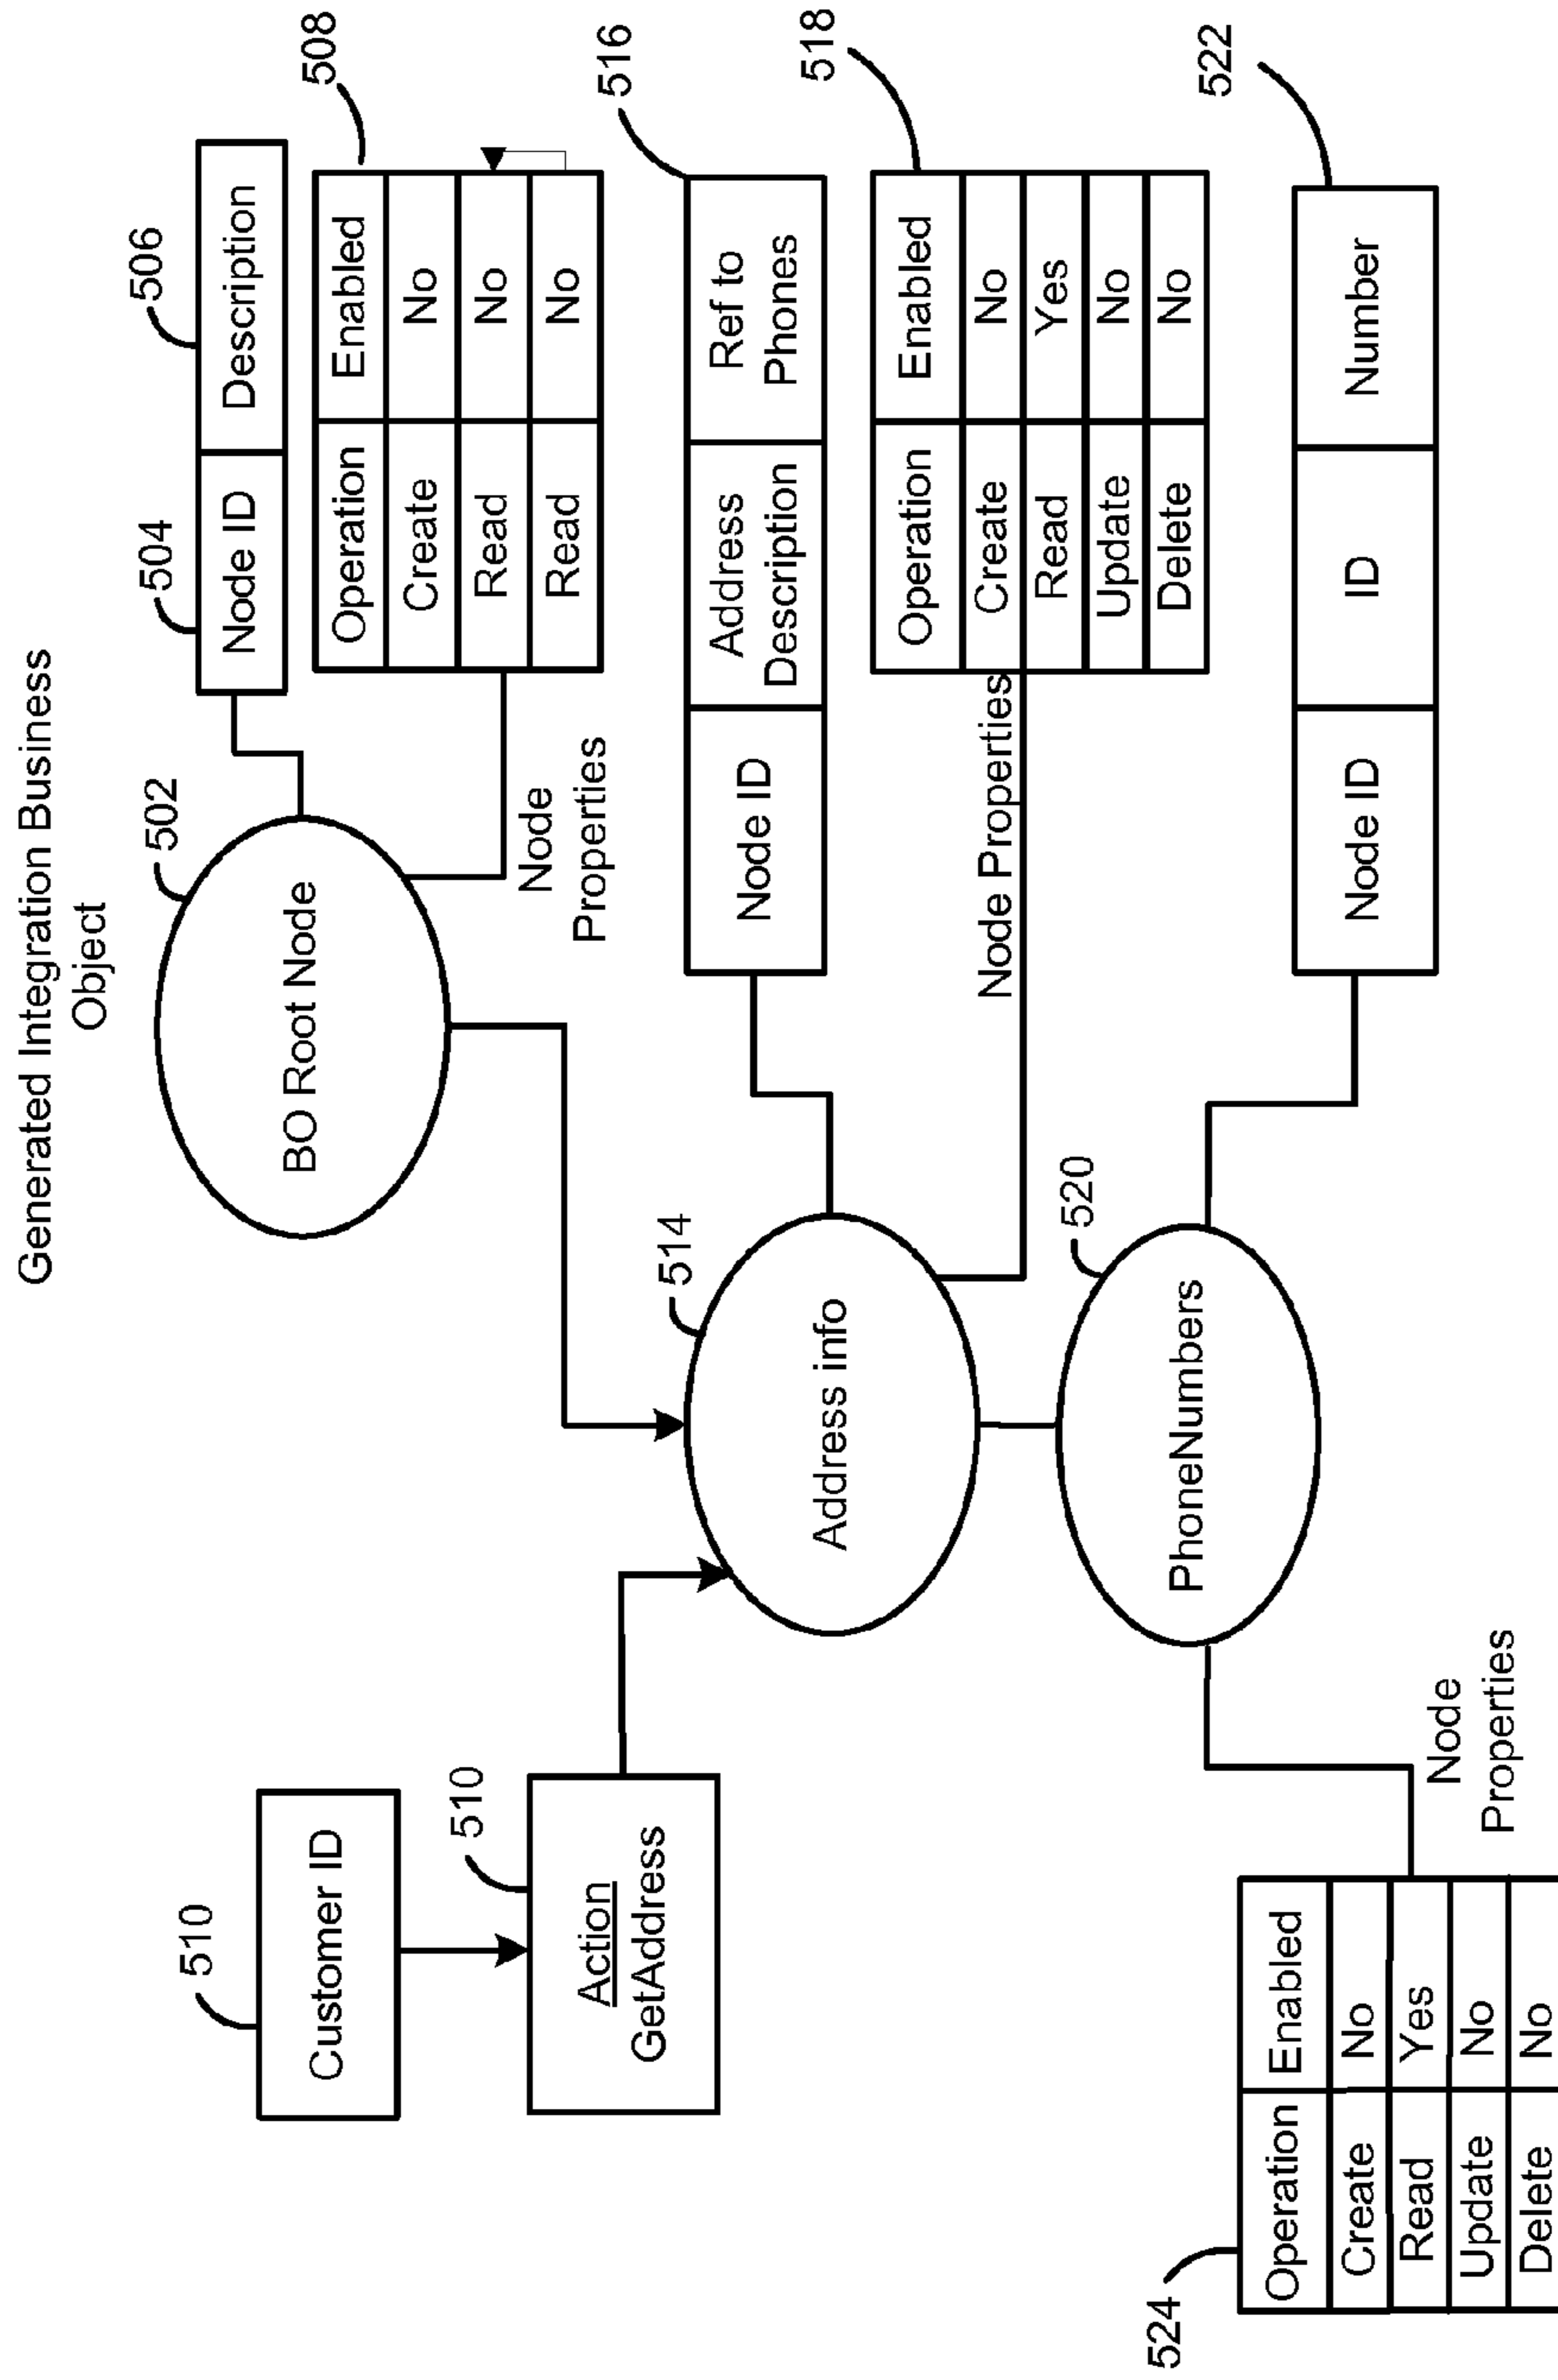 Generated Integration Business
Object
502
504
506
BO Root Node
Node ID
Description
508
Operation
Enabled
Create
No
Read
No
Read
No
Node
Properties
510
Customer ID
510
Action
GetAddress
514
Address info
516
Node ID
Address
Description
Ref to
Phones
518
Node Properties
Operation
Enabled
Create
No
Read
Yes
Update
No
Delete
No
520
PhoneNumbers
522
Node ID
ID
Number
Node
Properties
524
Operation
Enabled
Create
No
Read
Yes
Update
No
Delete
No